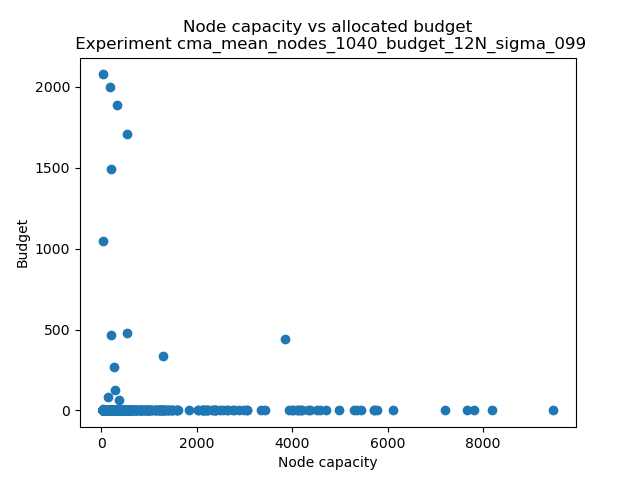 Node capacity vs allocated budget
Experiment cma_mean_nodes_1040_budget_12N_sigma_099
2000
1500
1000
500
0
Budget
0 2000 4000 6000 8000
Node capacity